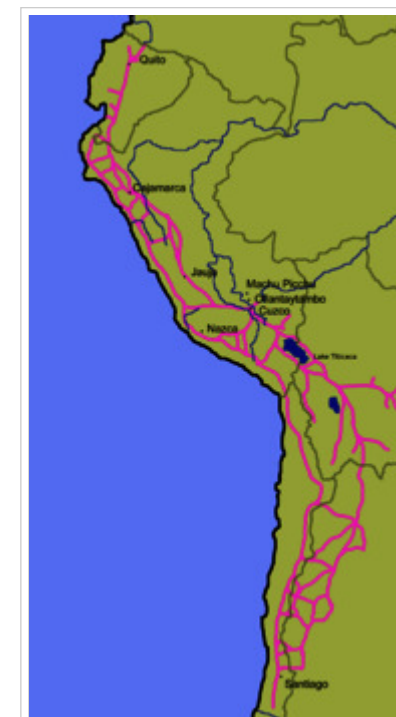 Quito
Cajamarca
Jauja
Machu Picchu
Ollantaytambo
Cuzco
Nazca
Lake Titicaca
Santiago